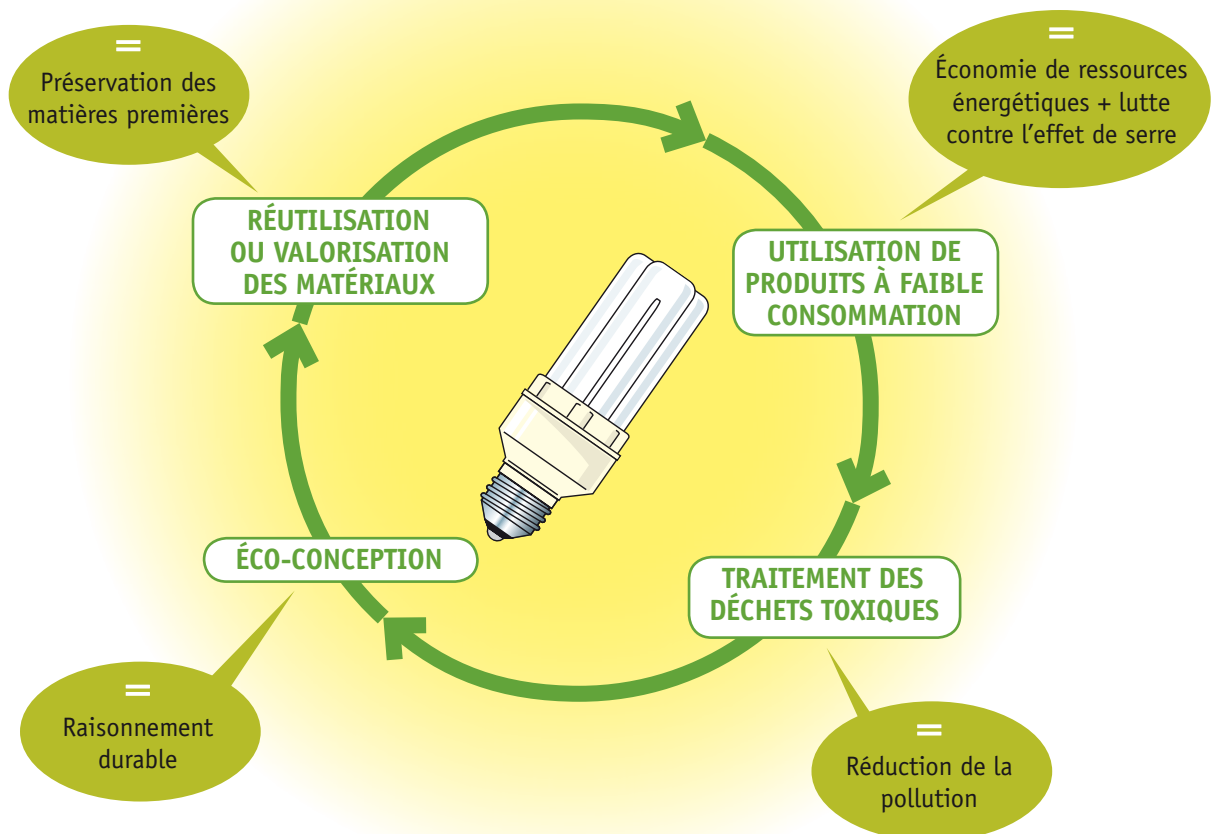 =
Préservation des
matières premières
=
Économie de ressources
énergétiques + lutte
contre l'effet de serre
RÉUTILISATION
OU VALORISATION
DES MATÉRIAUX
UTILISATION DE
PRODUITS À FAIBLE
CONSOMMATION
ÉCO-CONCEPTION
TRAITEMENT DES
DÉCHETS TOXIQUES
=
Raisonnement
durable
=
Réduction de la
pollution